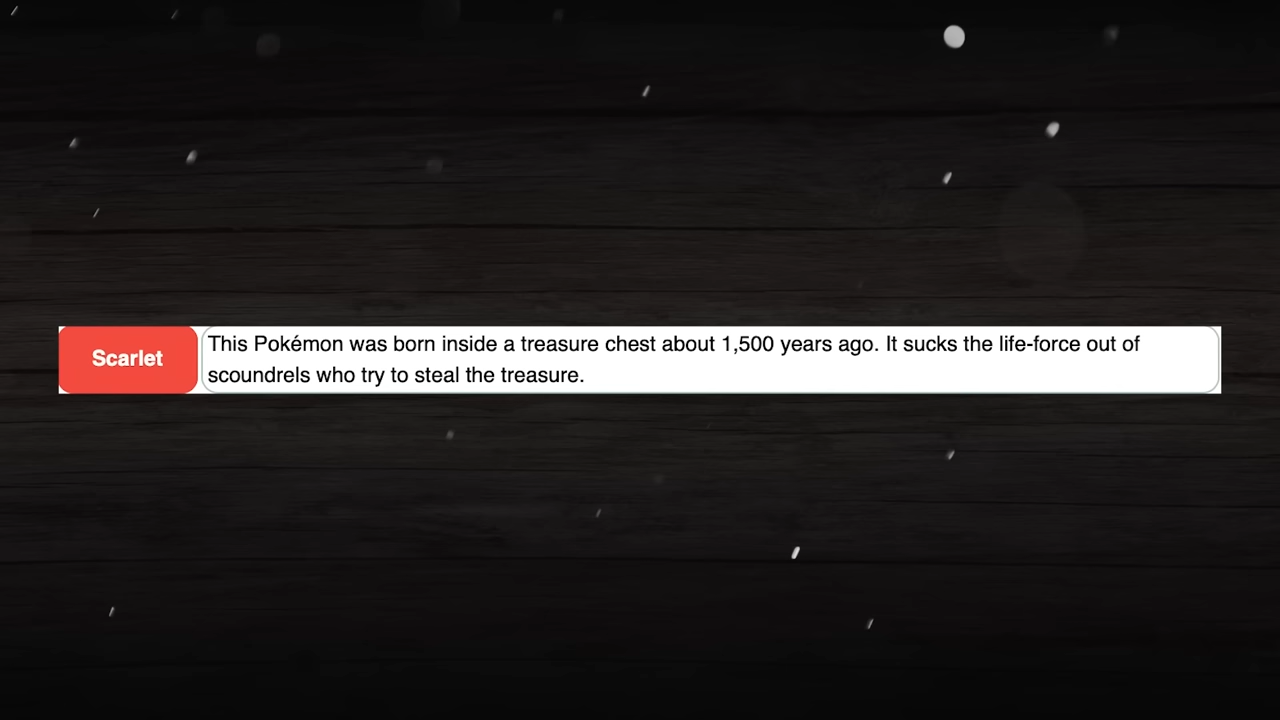 Scarlet
This Pokémon was born inside a treasure chest about 1,500 years ago. It sucks the life-force out of
scoundrels who try to steal the treasure.